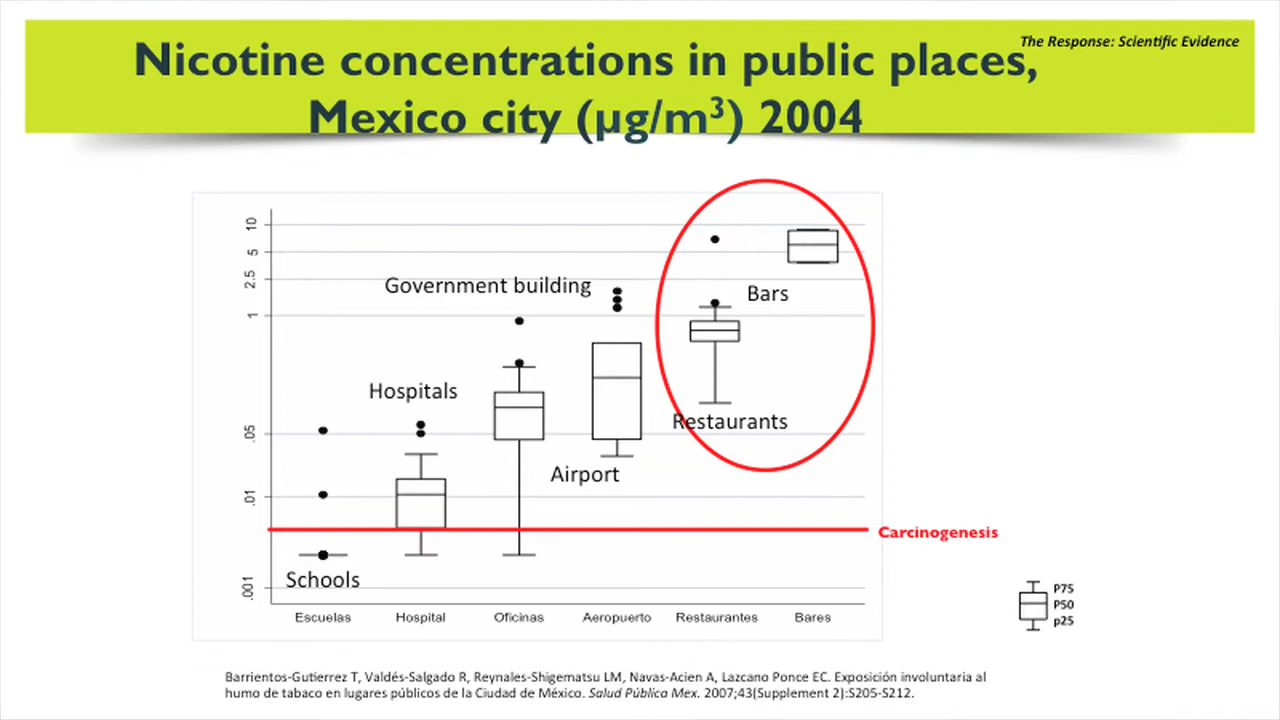 The Response: Scientific Evidence
Nicotine concentrations in public places,
Mexico city (µg/m³) 2004
10
5
2.5
1
.05
.01
.001
Government building
Bars
Hospitals
Restaurants
Airport
Carcinogenesis
Schools
Escuelas
Hospital
Oficinas
Aeropuerto
Restaurantes
Bares
P75
P50
p25
Barrientos-Gutierrez T, Valdés-Salgado R, Reynales-Shigematsu LM, Navas-Acien A, Lazcano Ponce EC. Exposición involuntaria al
humo de tabaco en lugares públicos de la Ciudad de México. Salud Pública Mex. 2007;43(Supplement 2):S205-S212.